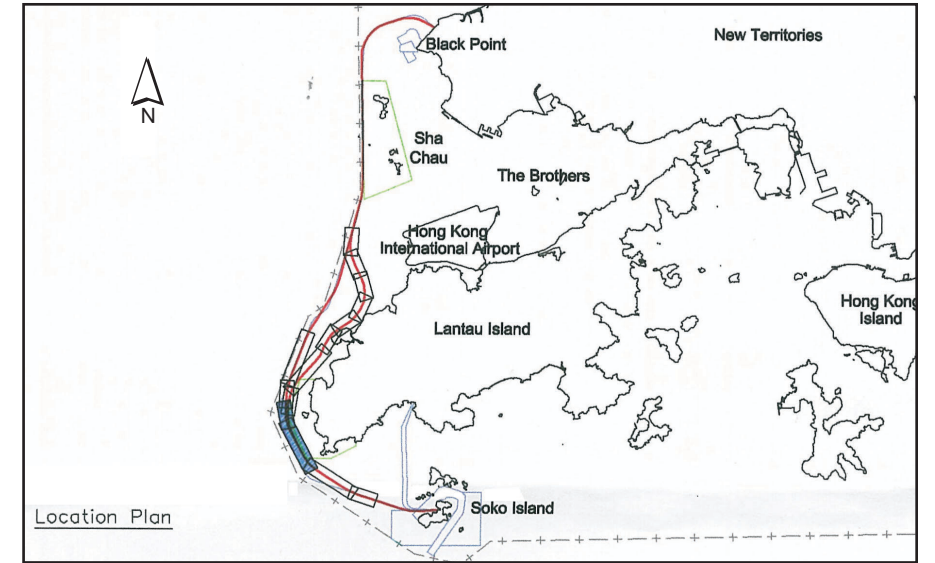 New Territories
Black Point
N
Sha
Chau
The Brothers
Hong Kong
International Airport
Hong Kong
Island
Lantau Island
Soko Island
Location Plan